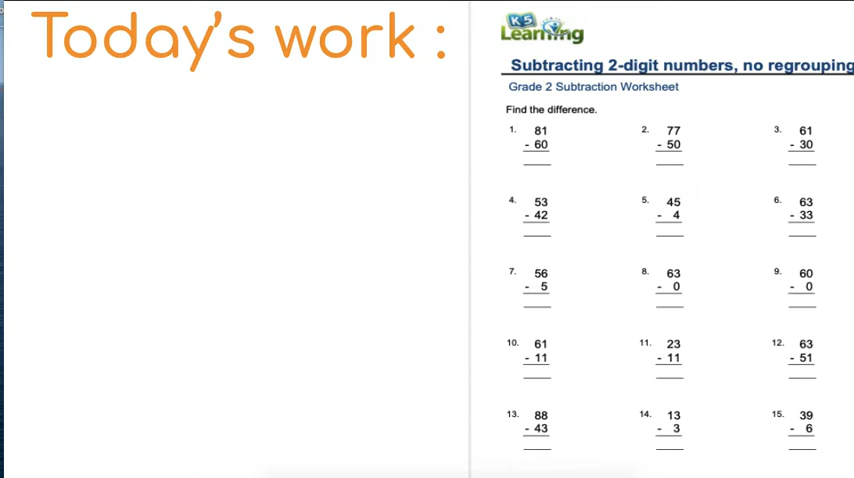 Today's work :
K5
Learning
Subtracting 2-digit numbers, no regrouping
Grade 2 Subtraction Worksheet
Find the difference.
1. 81 2. 77 3. 61
- 60 - 50 - 30
4. 53 5. 45 6. 63
- 42 - 4 - 33
7. 56 8. 63 9. 60
- 5 - 0 - 0
10. 61 11. 23 12. 63
- 11 - 11 - 51
13. 88 14. 13 15. 39
- 43 - 3 - 6